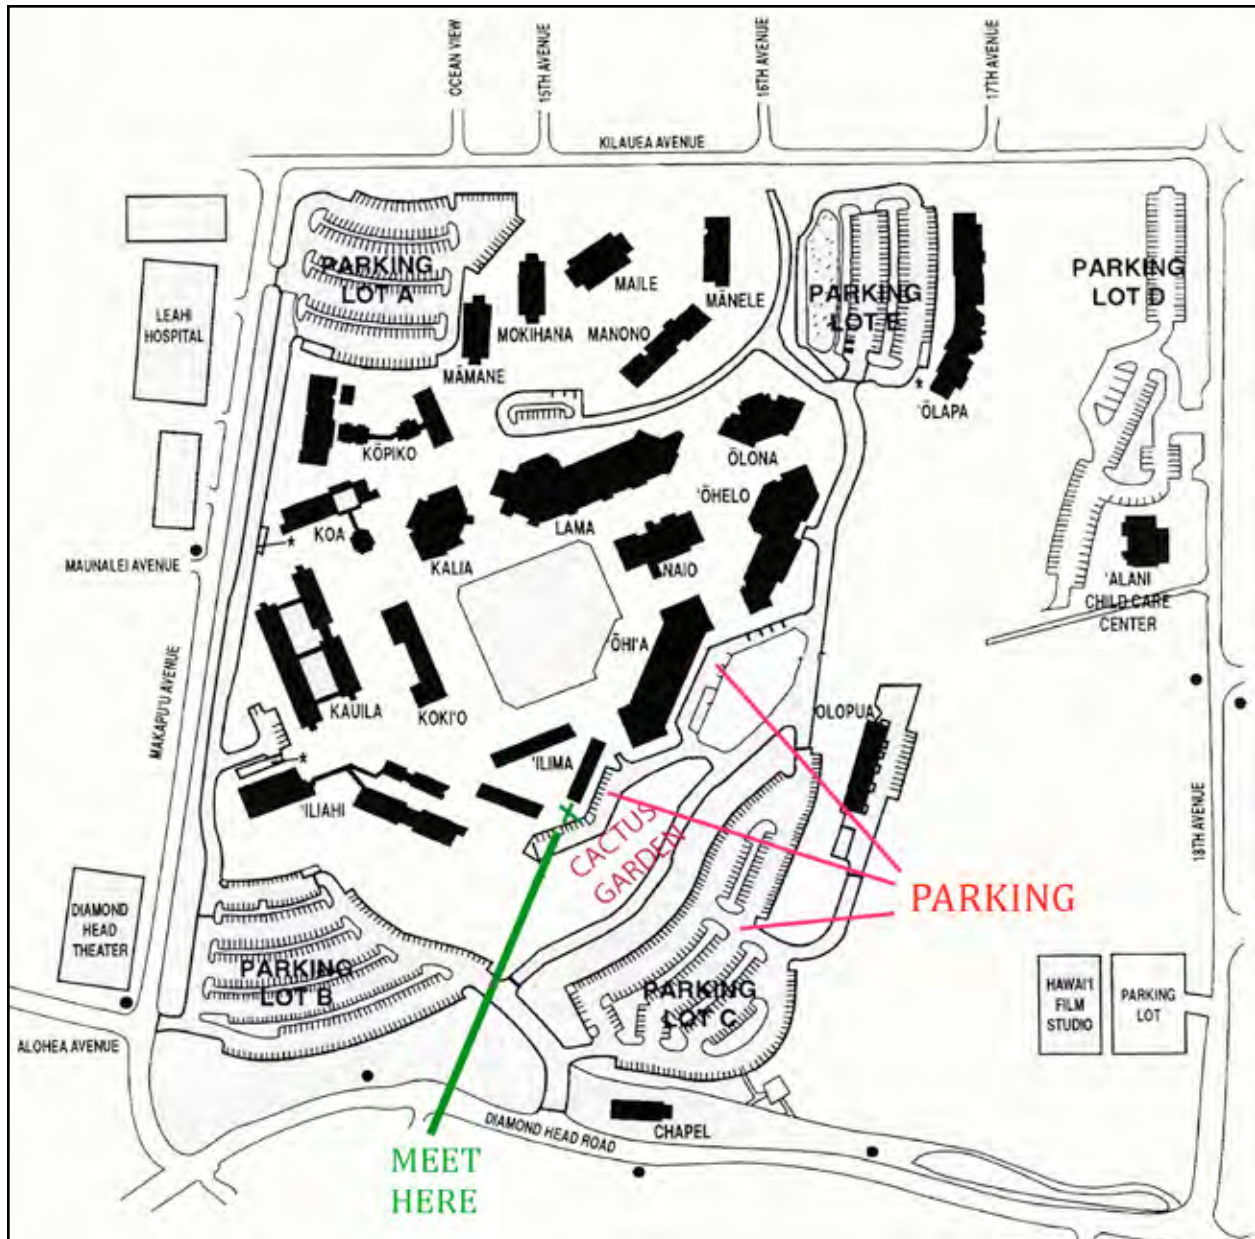 OCEAN VIEW
15TH AVENUE
16TH AVENUE
17TH AVENUE
KILAUEA AVENUE
PARKING
LOT A
MAILE
MĀNELE
PARKING
LOT E
PARKING
LOT D
LEAHI
HOSPITAL
MOKIHANA
MANONO
MĀMANE
'ŌLAPA
KŌPIKO
ŌLONA
'ŌHELO
LAMA
KOA
*
KALIA
NAIO
MAUNALEI AVENUE
'ALANI
CHILD CARE
CENTER
ŌHI'A
MAKAPU'U AVENUE
KAUILA
KOKI'O
OLOPUA
*
'ILIMA
'ILIAHI
CACTUS
GARDEN
18TH AVENUE
PARKING
DIAMOND
HEAD
THEATER
PARKING
LOT B
PARKING
LOT C
HAWAI'I
FILM
STUDIO
PARKING
LOT
ALOHEA AVENUE
DIAMOND HEAD ROAD
CHAPEL
MEET
HERE